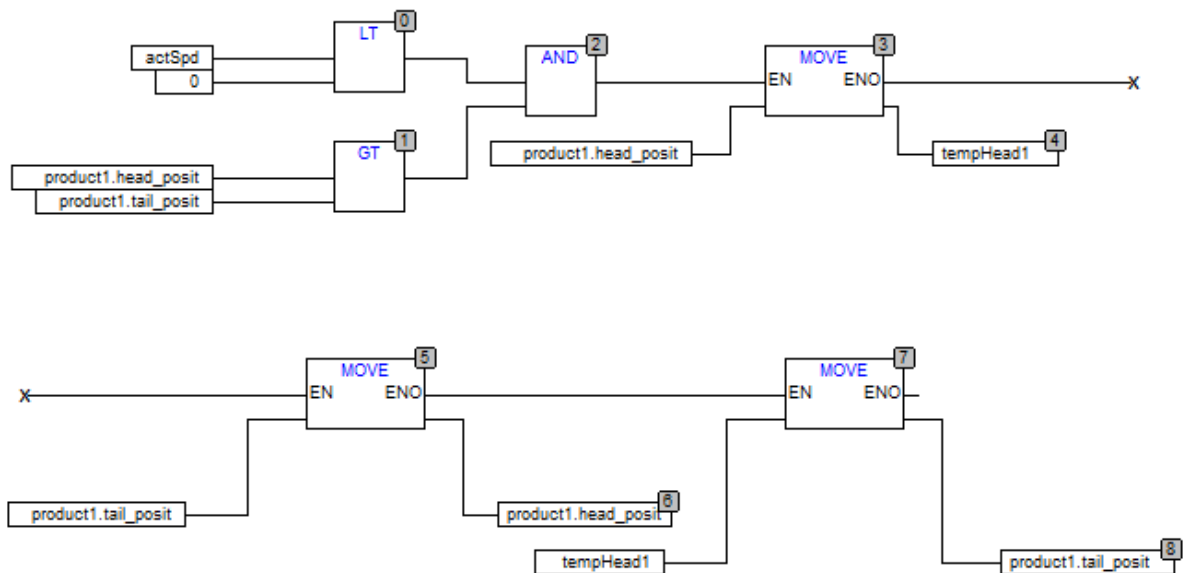 0
LT
actSpd
0
2
AND
3
MOVE
EN ENO
x
1
GT
product1.head_posit
product1.tail_posit
product1.head_posit
4
tempHead1
x
5
MOVE
EN ENO
7
MOVE
EN ENO
product1.tail_posit
6
product1.head_posit
tempHead1
8
product1.tail_posit